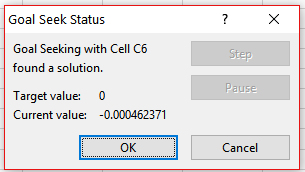 Goal Seek Status
?
×
Goal Seeking with Cell C6
found a solution.
Step
Pause
Target value: 0
Current value: -0.000462371
OK
Cancel